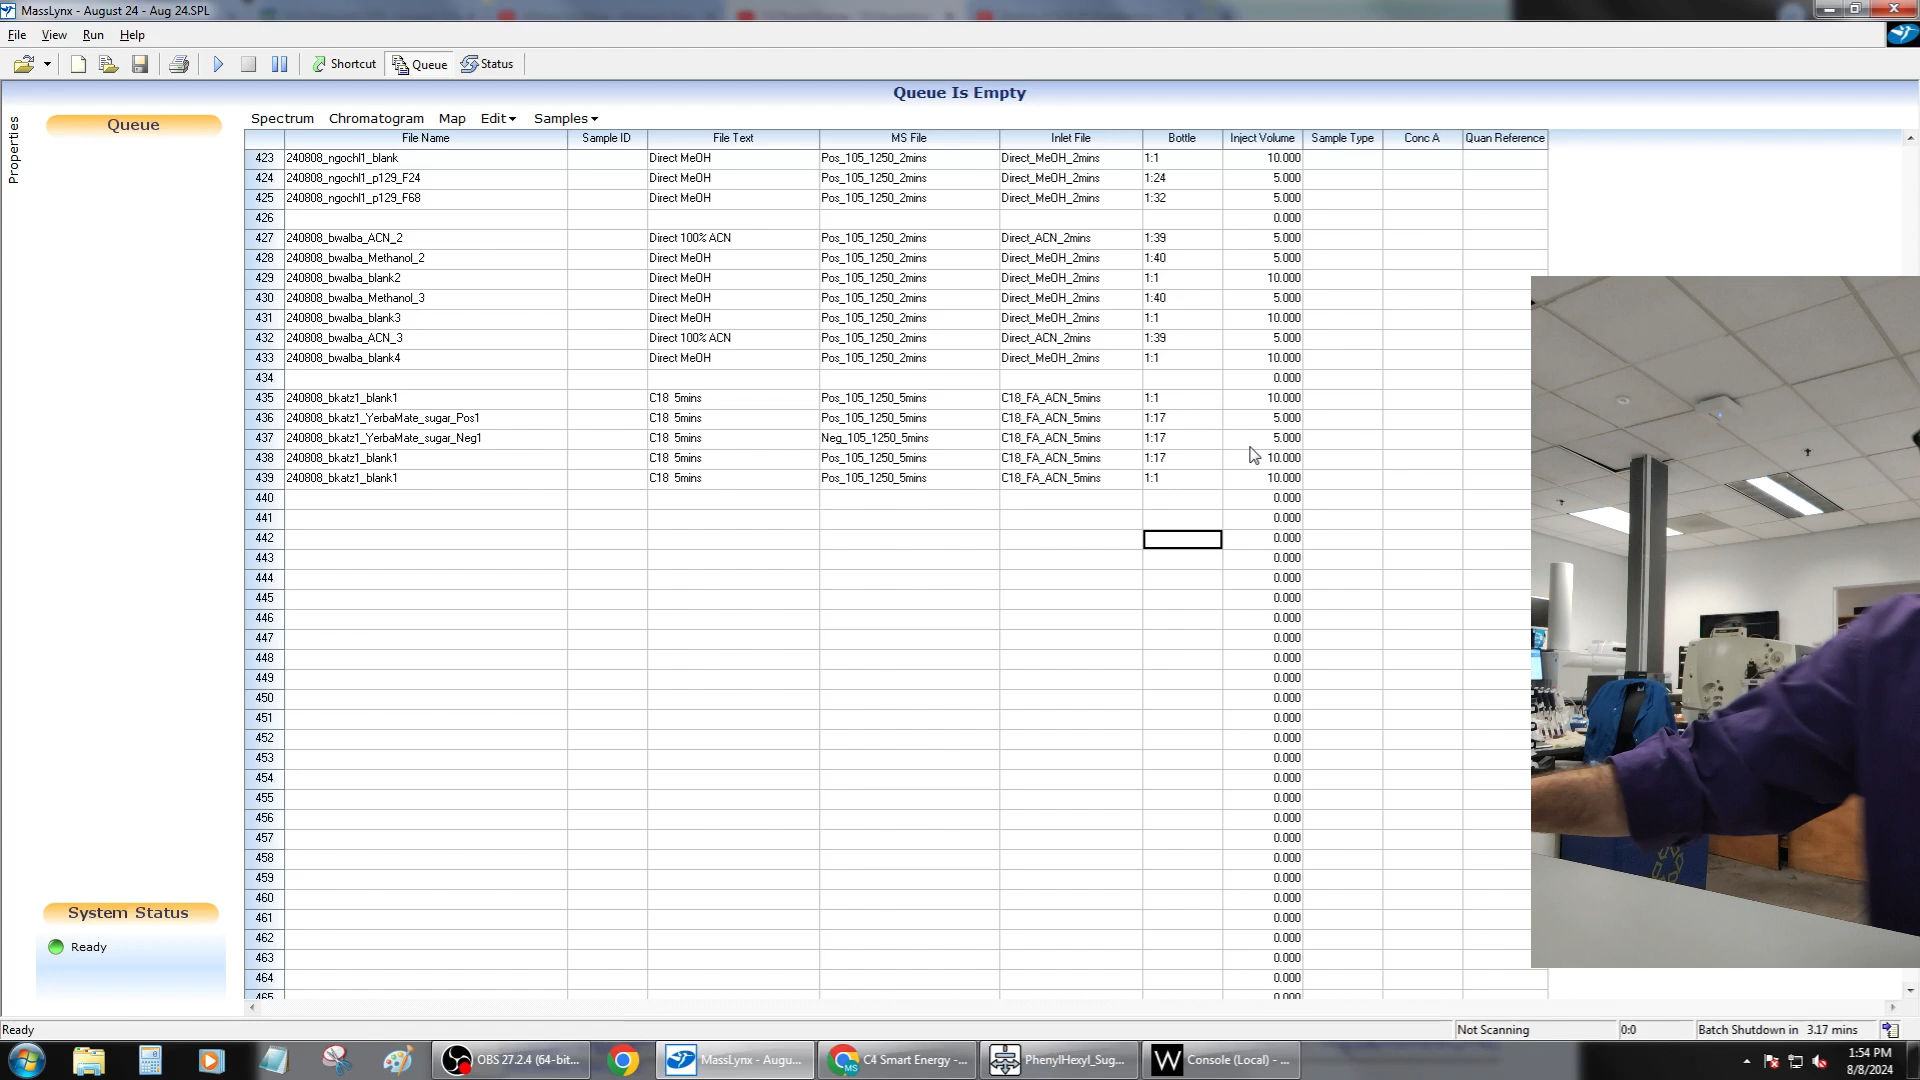 MassLynx - August 24 - Aug 24.SPL
File View Run Help
Shortcut Queue Status
Queue Is Empty
Properties
Queue
Spectrum Chromatogram Map Edit Samples
File Name Sample ID File Text MS File Inlet File Bottle Inject Volume Sample Type Conc A Quan Reference
423 240808_ngochl1_blank Direct MeOH Pos_105_1250_2mins Direct_MeOH_2mins 1:1 10.000
424 240808_ngochl1_p129_F24 Direct MeOH Pos_105_1250_2mins Direct_MeOH_2mins 1:24 5.000
425 240808_ngochl1_p129_F68 Direct MeOH Pos_105_1250_2mins Direct_MeOH_2mins 1:32 5.000
426 0.000
427 240808_bwalba_ACN_2 Direct 100% ACN Pos_105_1250_2mins Direct_ACN_2mins 1:39 5.000
428 240808_bwalba_Methanol_2 Direct MeOH Pos_105_1250_2mins Direct_MeOH_2mins 1:40 5.000
429 240808_bwalba_blank2 Direct MeOH Pos_105_1250_2mins Direct_MeOH_2mins 1:1 10.000
430 240808_bwalba_Methanol_3 Direct MeOH Pos_105_1250_2mins Direct_MeOH_2mins 1:40 5.000
431 240808_bwalba_blank3 Direct MeOH Pos_105_1250_2mins Direct_MeOH_2mins 1:1 10.000
432 240808_bwalba_ACN_3 Direct 100% ACN Pos_105_1250_2mins Direct_ACN_2mins 1:39 5.000
433 240808_bwalba_blank4 Direct MeOH Pos_105_1250_2mins Direct_MeOH_2mins 1:1 10.000
434 0.000
435 240808_bkatz1_blank1 C18 5mins Pos_105_1250_5mins C18_FA_ACN_5mins 1:1 10.000
436 240808_bkatz1_YerbaMate_sugar_Pos1 C18 5mins Pos_105_1250_5mins C18_FA_ACN_5mins 1:17 5.000
437 240808_bkatz1_YerbaMate_sugar_Neg1 C18 5mins Neg_105_1250_5mins C18_FA_ACN_5mins 1:17 5.000
438 240808_bkatz1_blank1 C18 5mins Pos_105_1250_5mins C18_FA_ACN_5mins 1:17 10.000
439 240808_bkatz1_blank1 C18 5mins Pos_105_1250_5mins C18_FA_ACN_5mins 1:1 10.000
440 0.000
441 0.000
442 0.000
443 0.000
444 0.000
445 0.000
446 0.000
447 0.000
448 0.000
449 0.000
450 0.000
451 0.000
452 0.000
453 0.000
454 0.000
455 0.000
456 0.000
457 0.000
458 0.000
459 0.000
460 0.000
461 0.000
462 0.000
463 0.000
464 0.000
465 0.000
System Status
Ready
Ready Not Scanning 0:0 Batch Shutdown in 3.17 mins
OBS 27.2.4 (64-bit... MassLynx - Augu... C4 Smart Energy -... PhenylHexyl_Sug... Console (Local) - ...
1:54 PM
8/8/2024